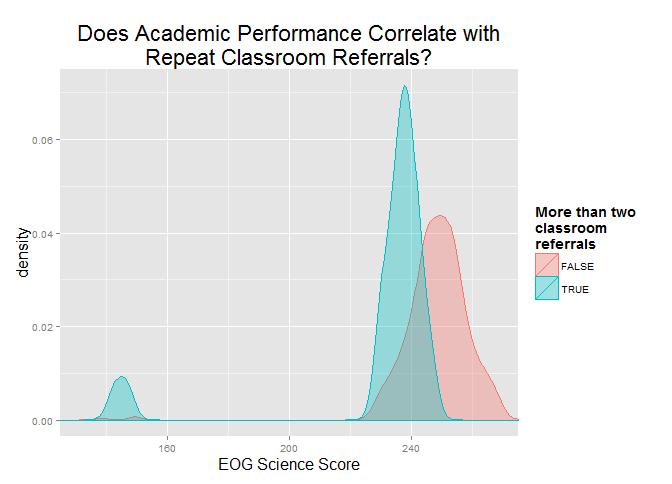 Does Academic Performance Correlate with
Repeat Classroom Referrals?
density
0.06
0.04
0.02
0.00
160
200
240
EOG Science Score
More than two
classroom
referrals
FALSE
TRUE